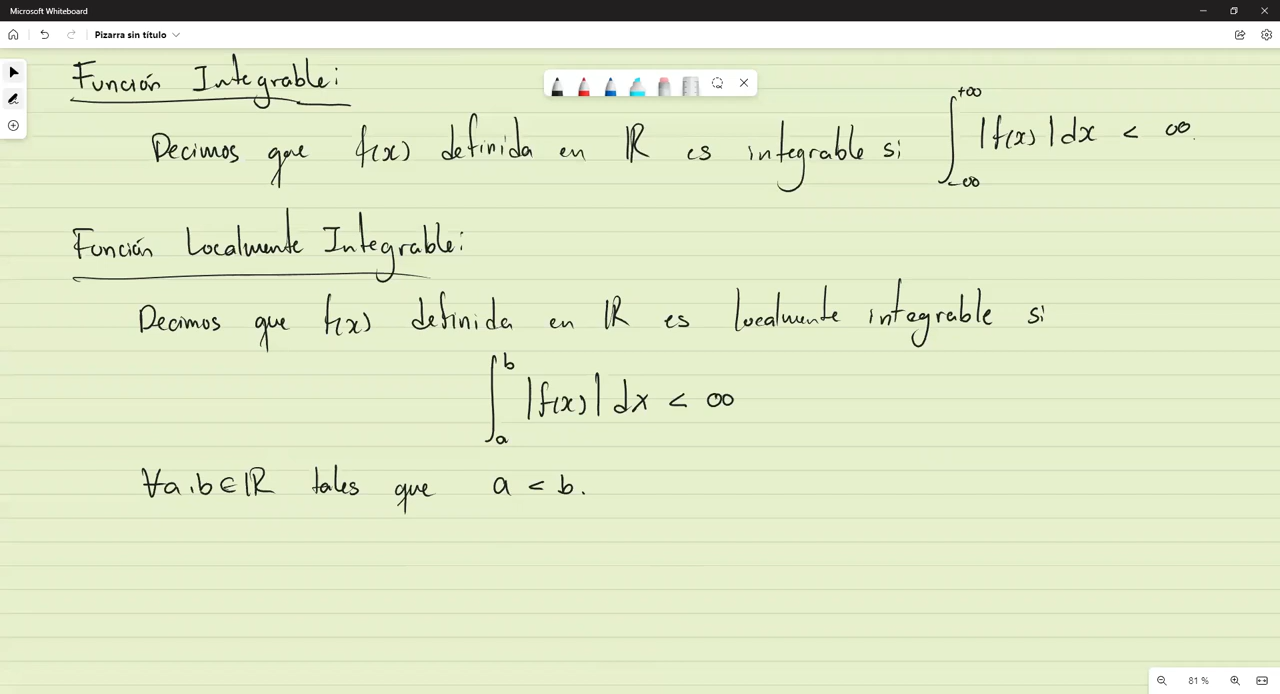 Microsoft Whiteboard
Pizarra sin título
Función Integrable:
Decimos que f(x) definida en ℝ es integrable si ∫_{-∞}^{+∞} |f(x)| dx < ∞.
Función Localmente Integrable:
Decimos que f(x) definida en ℝ es localmente integrable si
∫_a^b |f(x)| dx < ∞
∀a,b∈ℝ tales que a < b.
81 %